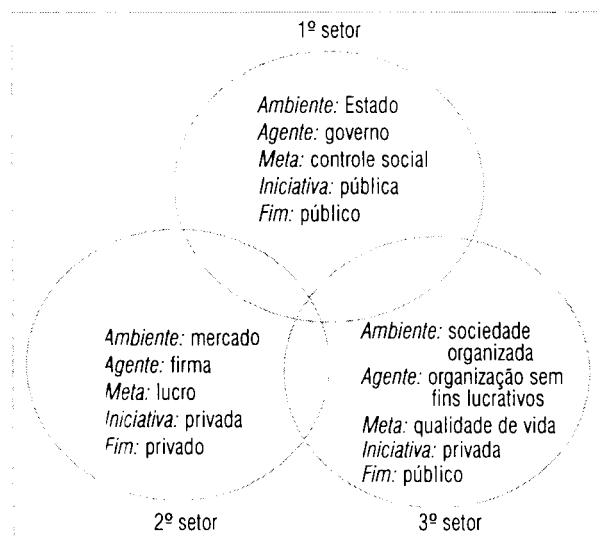 1º setor
Ambiente: Estado
Agente: governo
Meta: controle social
Iniciativa: pública
Fim: público
Ambiente: mercado
Agente: firma
Meta: lucro
Iniciativa: privada
Fim: privado
Ambiente: sociedade
organizada
Agente: organização sem
fins lucrativos
Meta: qualidade de vida
Iniciativa: privada
Fim: público
2º setor
3º setor